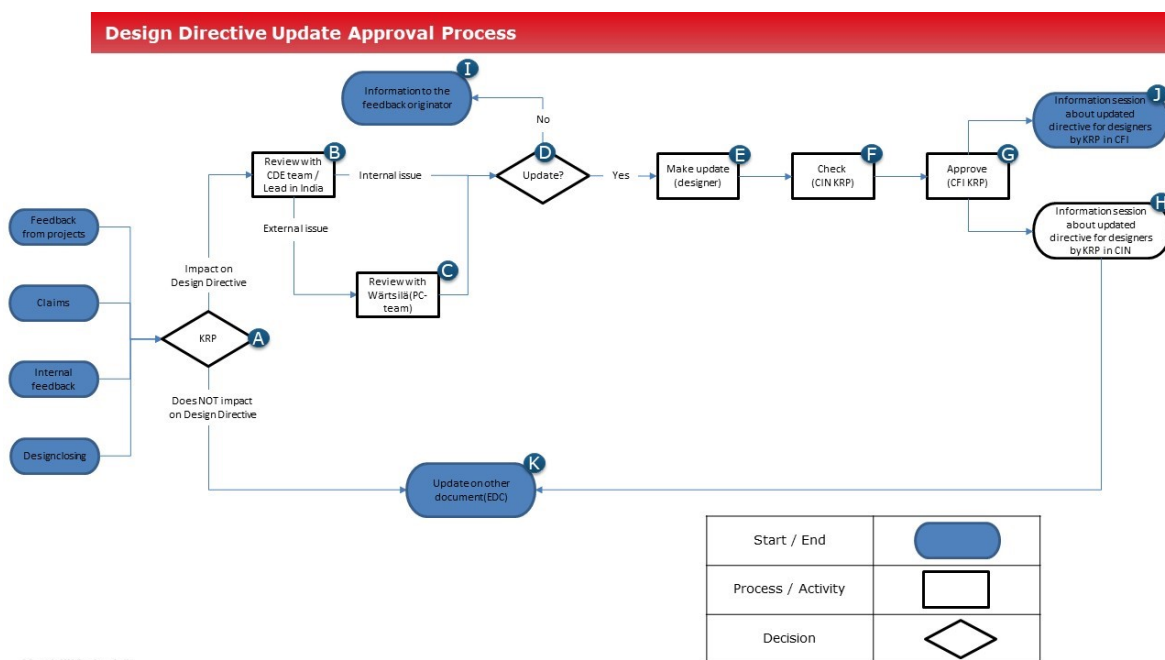 Design Directive Update Approval Process
I
Information to the
feedback originator
J
Information session
about updated
directive for designers
by KRP in CFI
No
B
Review with
CDE team /
Lead in India
Internal issue
D
Update?
Yes
E
Make update
(designer)
F
Check
(CIN KRP)
G
Approve
(CFI KRP)
H
Information session
about updated
directive for designers
by KRP in CIN
External issue
Feedback
from projects
Impact on
Design Directive
C
Review with
Wärtsilä(PC-
team)
Claims
KRP
A
Internal
feedback
Does NOT impact
on Design Directive
Designclosing
K
Update on other
document(EDC)
Start / End
Process / Activity
Decision